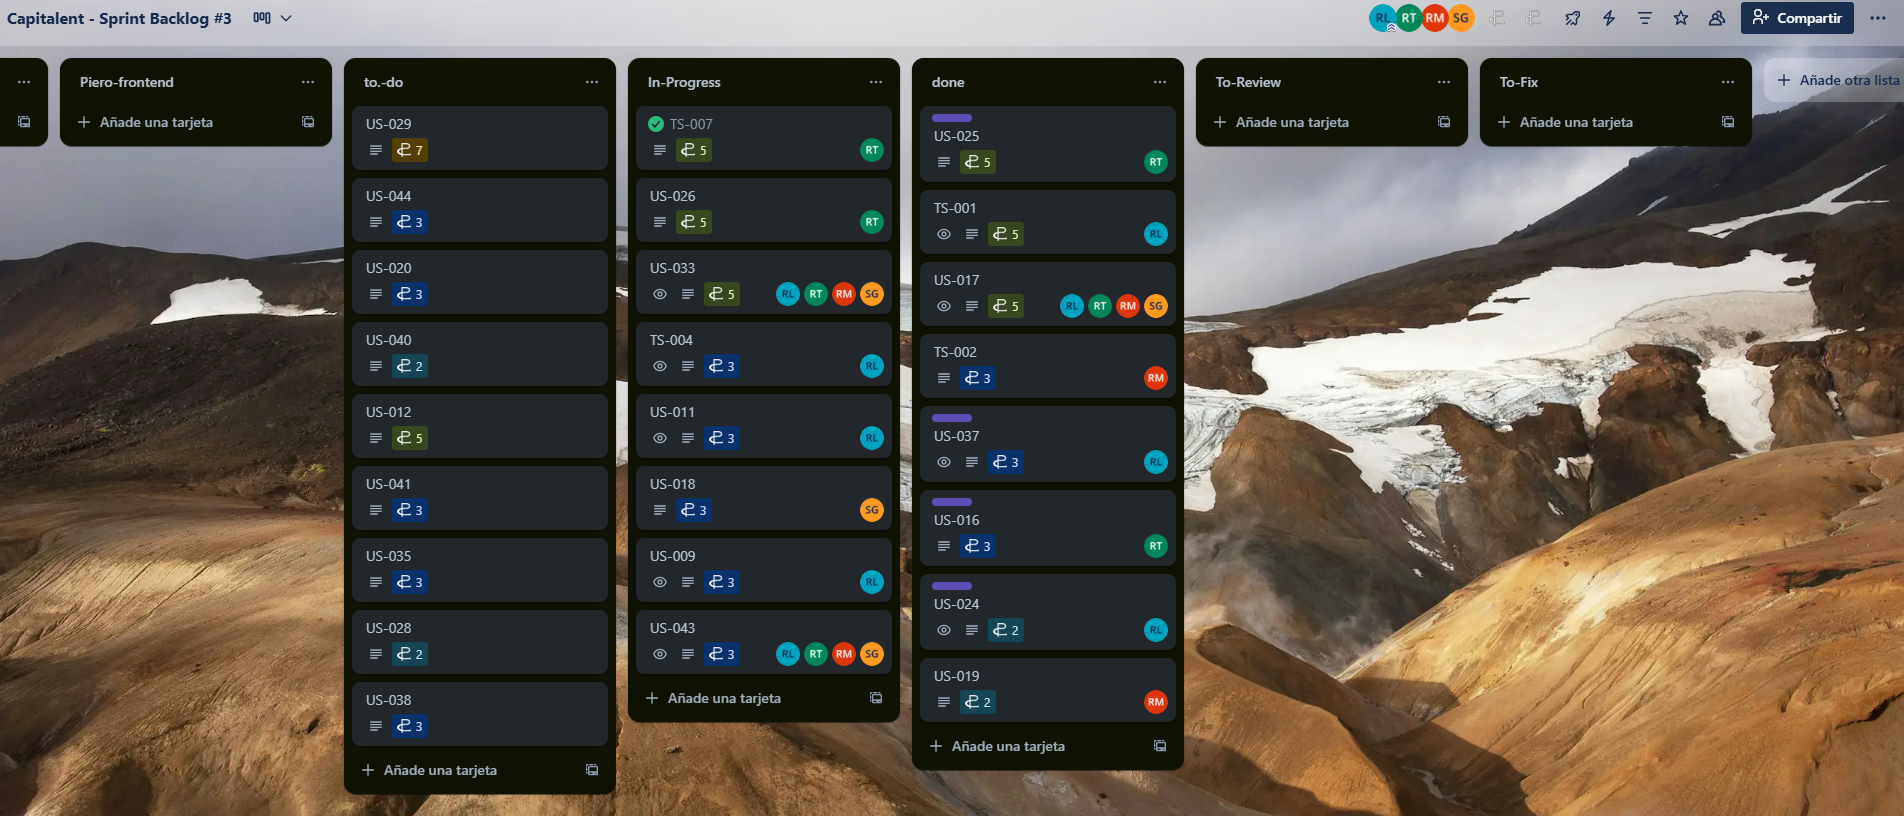 Capitalent - Sprint Backlog #3
RL RT RM SG
Compartir
Piero-frontend
Añade una tarjeta
to.-do
US-029
7
US-044
3
US-020
3
US-040
2
US-012
5
US-041
3
US-035
3
US-028
2
US-038
3
Añade una tarjeta
In-Progress
TS-007
5 RT
US-026
5 RT
US-033
5 RL RT RM SG
TS-004
3 RL
US-011
3 RL
US-018
3 SG
US-009
3 RL
US-043
3 RL RT RM SG
Añade una tarjeta
done
US-025
5 RT
TS-001
5 RL
US-017
5 RL RT RM SG
TS-002
3 RM
US-037
3 RL
US-016
3 RT
US-024
2 RL
US-019
2 RM
Añade una tarjeta
To-Review
Añade una tarjeta
To-Fix
Añade una tarjeta
Añade otra lista